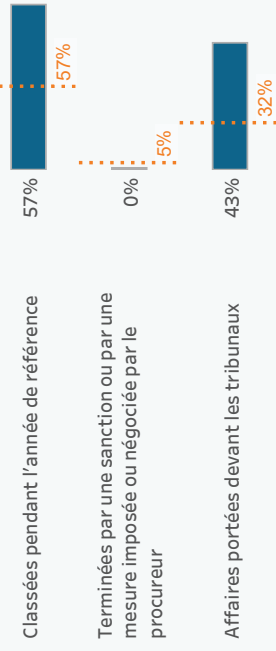 Classées pendant l'année de référence
57%
57%
Terminées par une sanction ou par une
mesure imposée ou négociée par le
procureur
0%
5%
Affaires portées devant les tribunaux
43%
32%